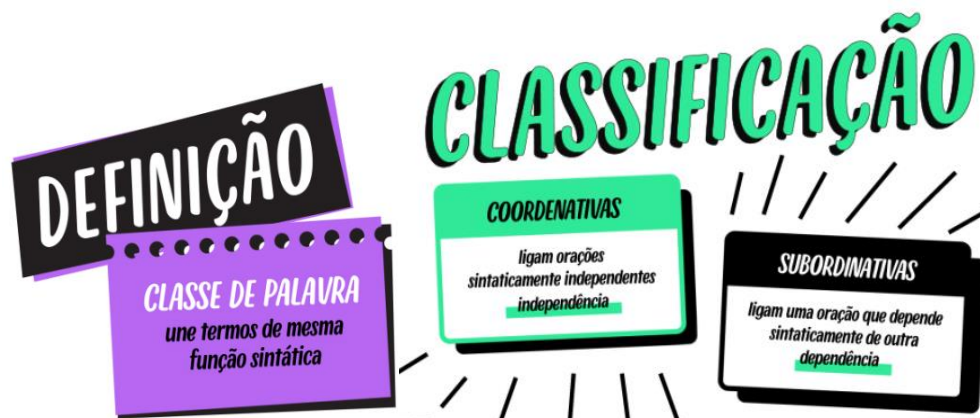 DEFINIÇÃO
CLASSE DE PALAVRA
une termos de mesma
função sintática
CLASSIFICAÇÃO
COORDENATIVAS
ligam orações
sintaticamente independentes
independência
SUBORDINATIVAS
ligam uma oração que depende
sintaticamente de outra
dependência